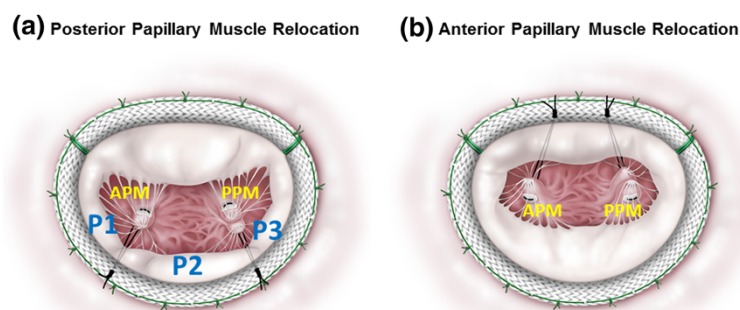 (a) Posterior Papillary Muscle Relocation
(b) Anterior Papillary Muscle Relocation
APM
PPM
P1
P3
P2
APM
PPM